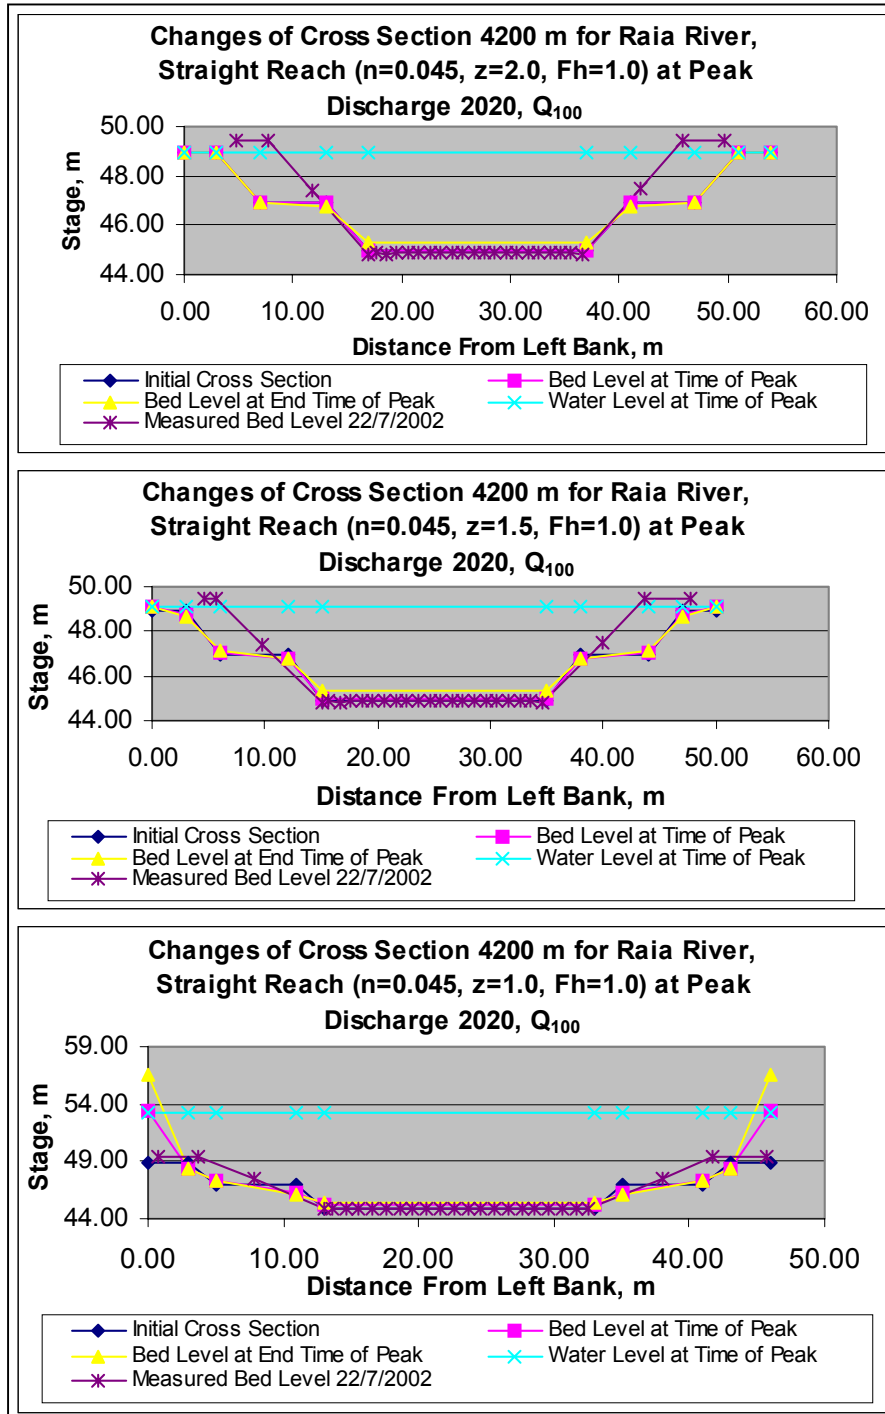 Changes of Cross Section 4200 m for Raia River,
Straight Reach (n=0.045, z=2.0, Fh=1.0) at Peak
Discharge 2020, Q100
50.00
48.00
46.00
44.00
Stage, m
0.00 10.00 20.00 30.00 40.00 50.00 60.00
Distance From Left Bank, m
Initial Cross Section Bed Level at Time of Peak
Bed Level at End Time of Peak Water Level at Time of Peak
Measured Bed Level 22/7/2002
Changes of Cross Section 4200 m for Raia River,
Straight Reach (n=0.045, z=1.5, Fh=1.0) at Peak
Discharge 2020, Q100
50.00
48.00
46.00
44.00
Stage, m
0.00 10.00 20.00 30.00 40.00 50.00 60.00
Distance From Left Bank, m
Initial Cross Section Bed Level at Time of Peak
Bed Level at End Time of Peak Water Level at Time of Peak
Measured Bed Level 22/7/2002
Changes of Cross Section 4200 m for Raia River,
Straight Reach (n=0.045, z=1.0, Fh=1.0) at Peak
Discharge 2020, Q100
59.00
54.00
49.00
44.00
Stage, m
0.00 10.00 20.00 30.00 40.00 50.00
Distance From Left Bank, m
Initial Cross Section Bed Level at Time of Peak
Bed Level at End Time of Peak Water Level at Time of Peak
Measured Bed Level 22/7/2002